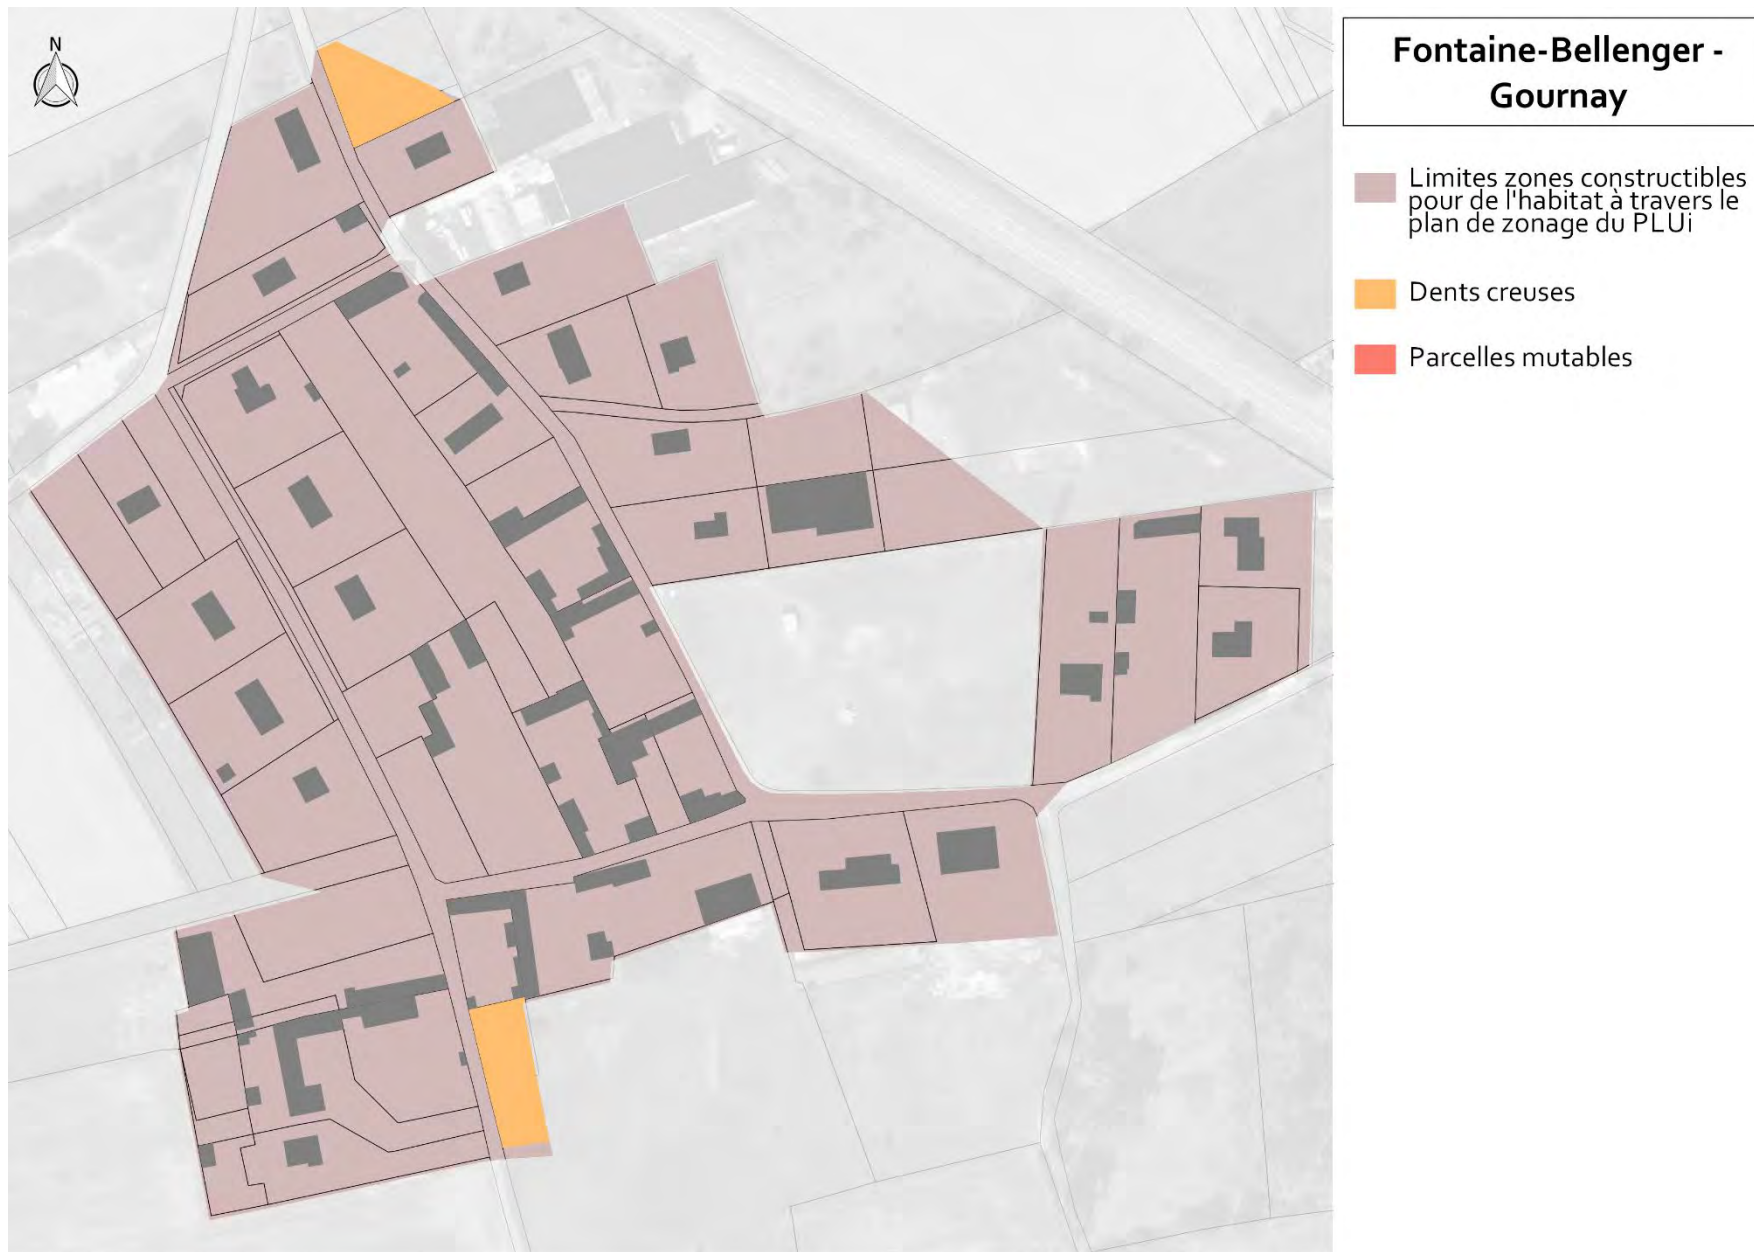 N
Fontaine-Bellenger -
Gournay
Limites zones constructibles
pour de l'habitat à travers le
plan de zonage du PLUi
Dents creuses
Parcelles mutables